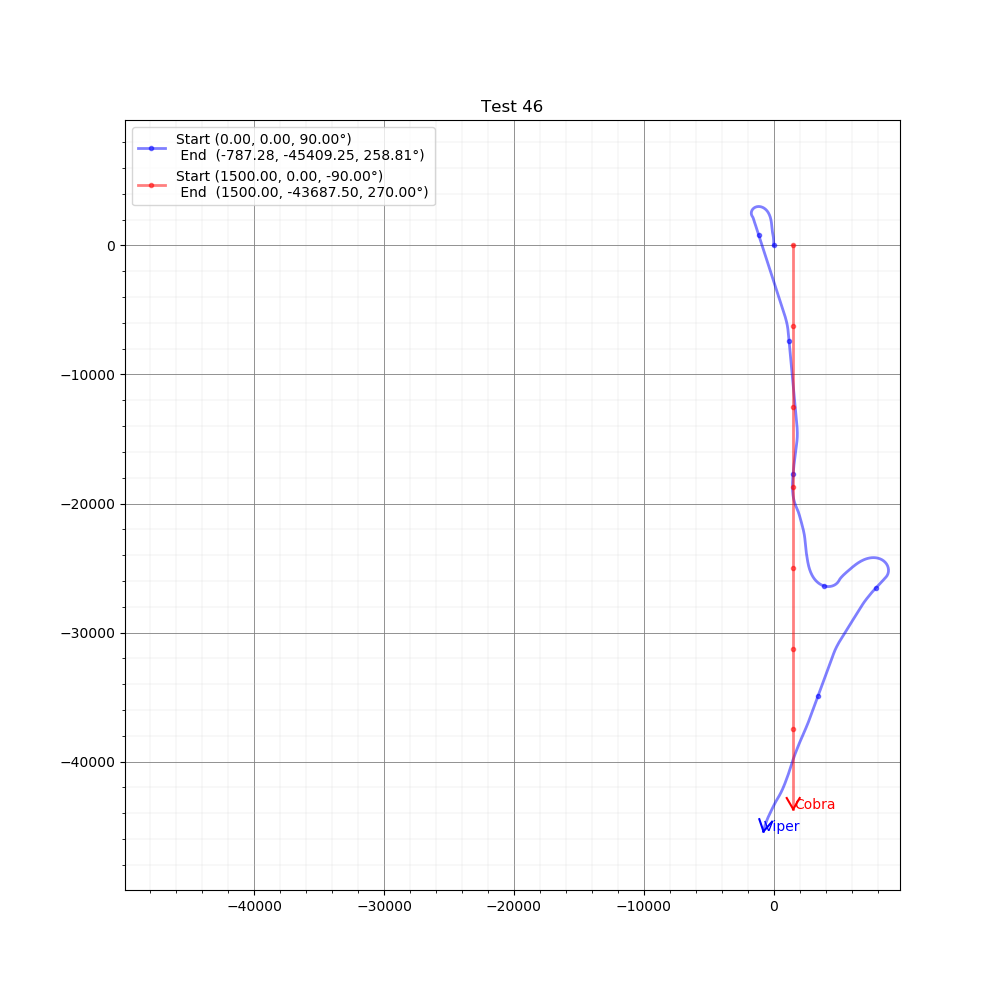 Test 46
Start (0.00, 0.00, 90.00°)
End  (-787.28, -45409.25, 258.81°)
Start (1500.00, 0.00, -90.00°)
End  (1500.00, -43687.50, 270.00°)
0
−10000
−20000
−30000
−40000
Cobra
Viper
−40000
−30000
−20000
−10000
0